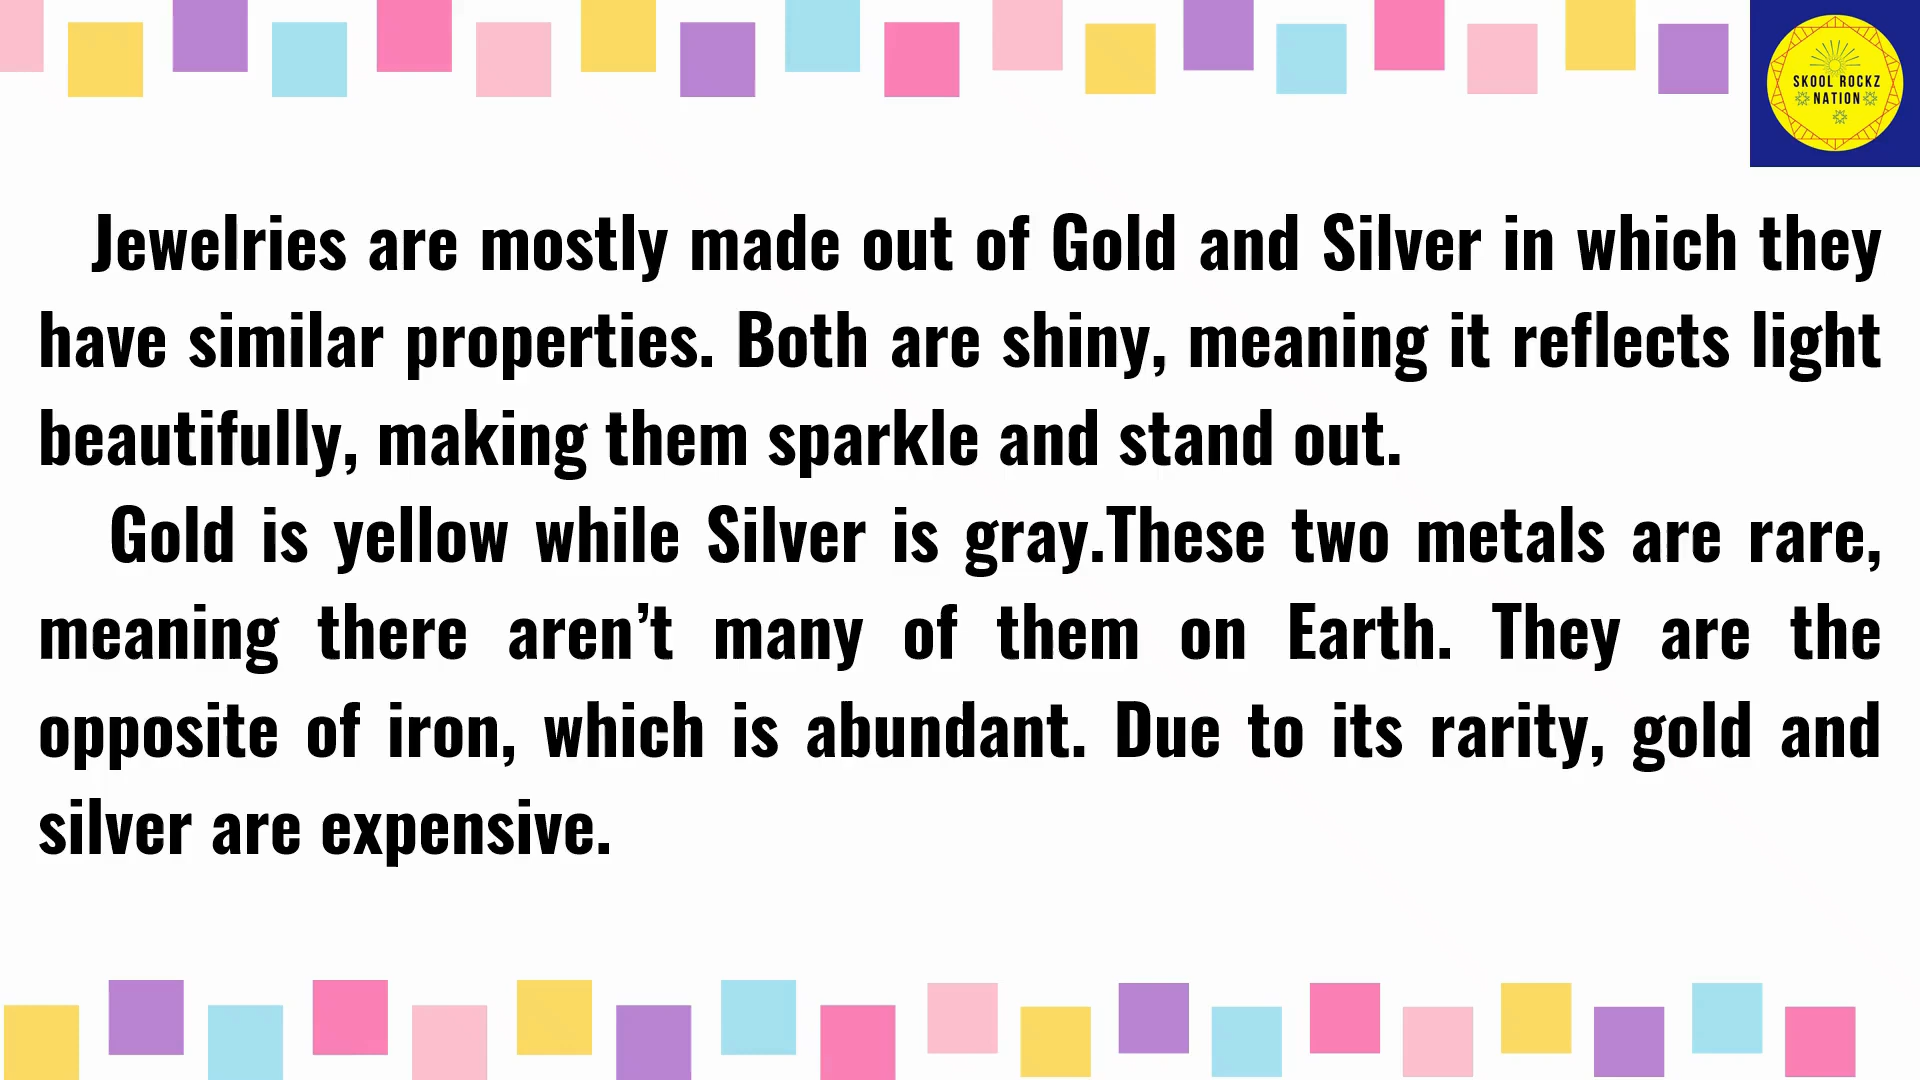 SKOOL ROCKZ
NATION
Jewelries are mostly made out of Gold and Silver in which they
have similar properties. Both are shiny, meaning it reflects light
beautifully, making them sparkle and stand out.
Gold is yellow while Silver is gray.These two metals are rare,
meaning there aren’t many of them on Earth. They are the
opposite of iron, which is abundant. Due to its rarity, gold and
silver are expensive.